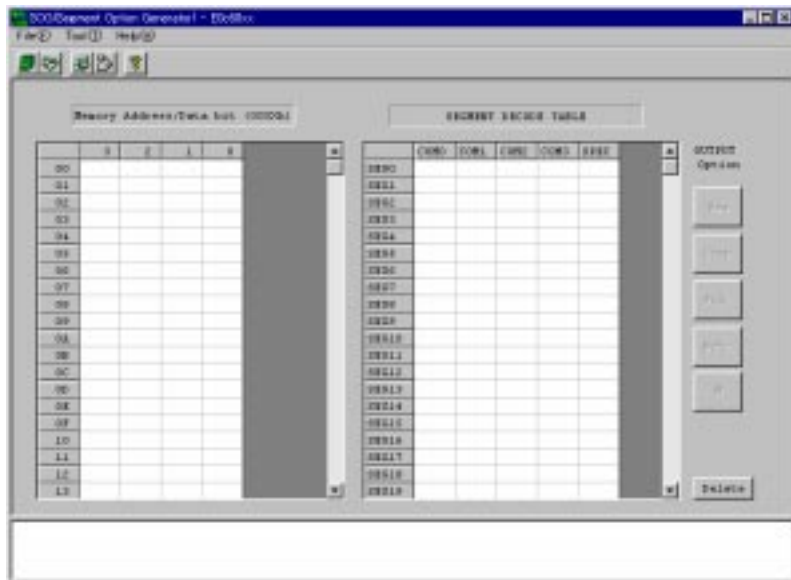 SOG(Segment Option Generator) - E0c60xx
File(F) Tool(T) Help(H)
Memory Address/Data bit (000Xh)
SEGMENT DECODE TABLE
3 2 1 0
COM0 COM1 COM2 COM3 SPEC
OUTPUT
Option
00 SEG0
01 SEG1
02 SEG2
03 SEG3
04 SEG4
05 SEG5
06 SEG6
07 SEG7
08 SEG8
09 SEG9
0A SEG10
0B SEG11
0C SEG12
0D SEG13
0E SEG14
0F SEG15
10 SEG16
11 SEG17
12 SEG18
13 SEG19
Delete